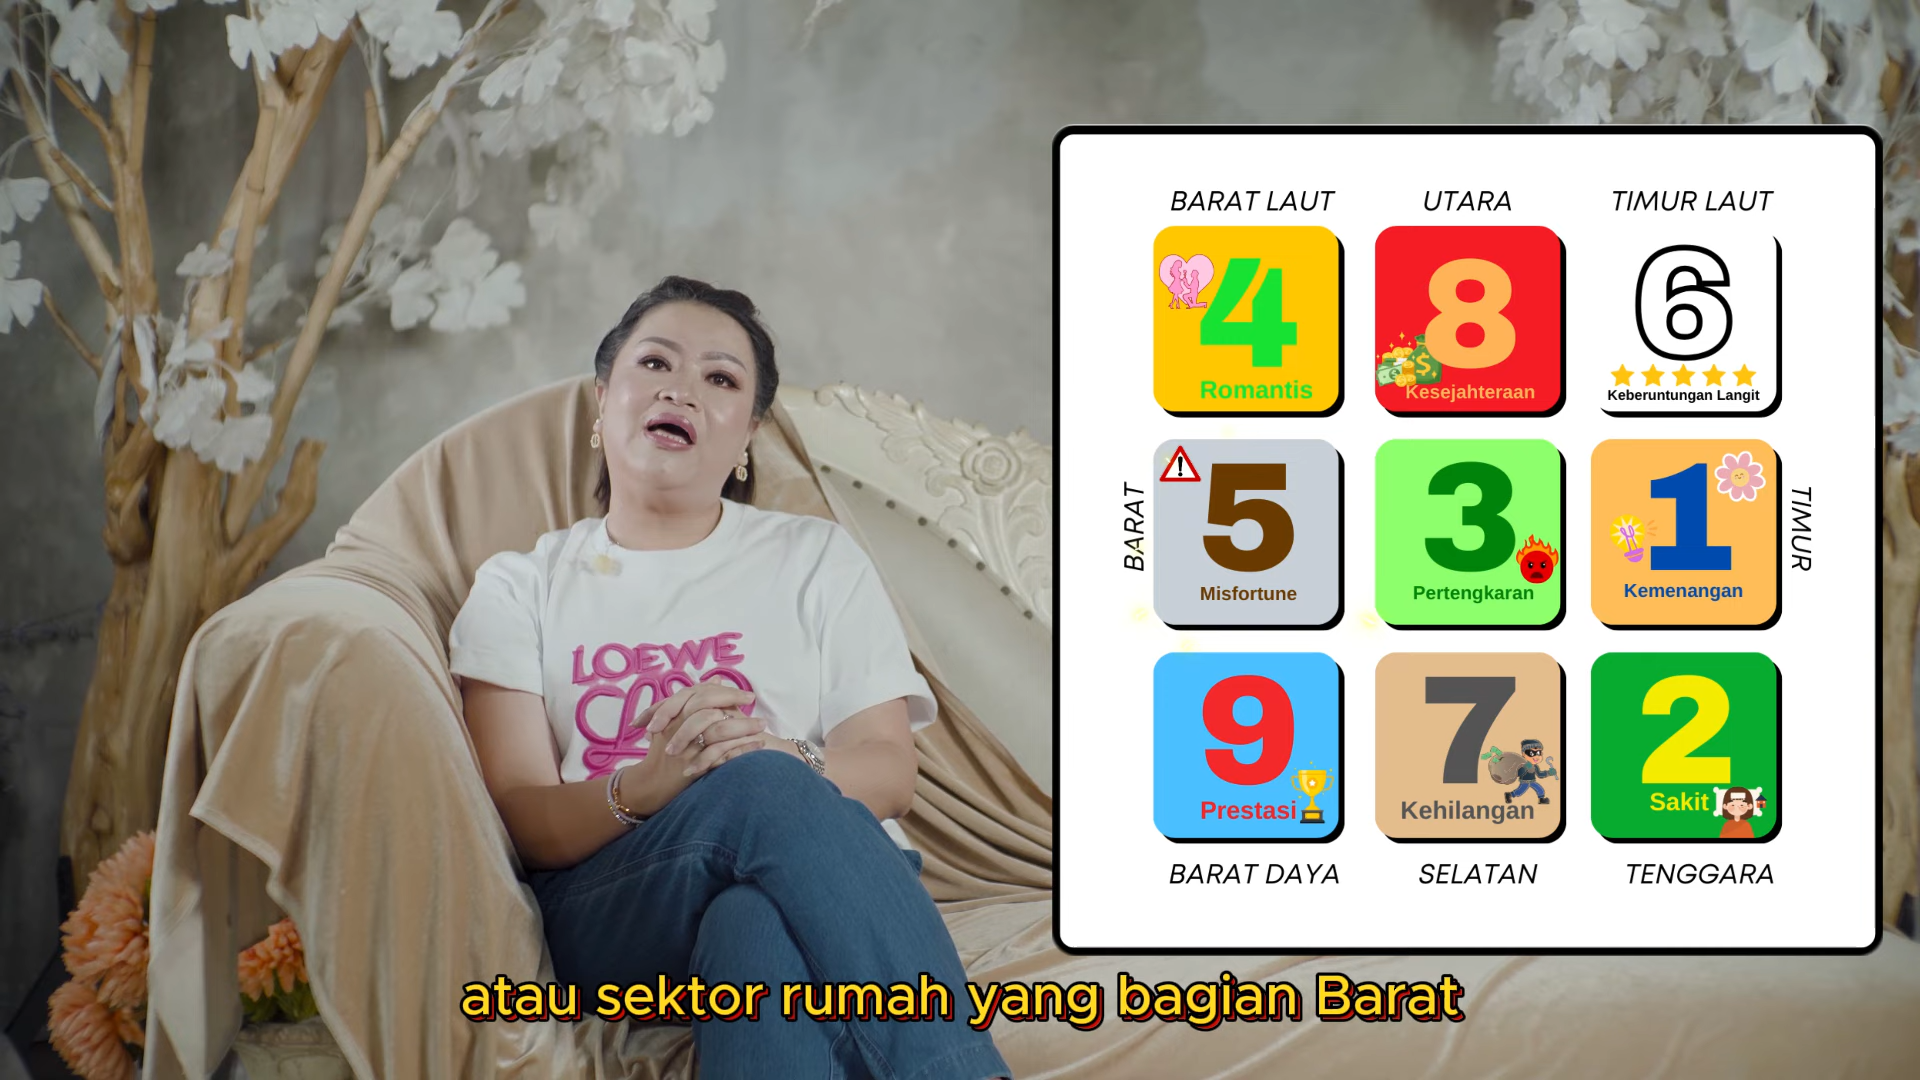 BARAT LAUT
UTARA
TIMUR LAUT
4
Romantis
8
Kesejahteraan
6
Keberuntungan Langit
BARAT
5
Misfortune
3
Pertengkaran
1
Kemenangan
TIMUR
9
Prestasi
7
Kehilangan
2
Sakit
BARAT DAYA
SELATAN
TENGGARA
LOEWE
atau sektor rumah yang bagian Barat